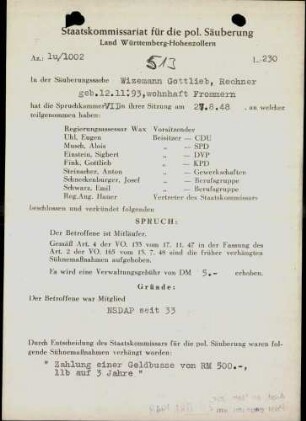 Staatskommissariat für die pol. Säuberung
Land Württemberg-Hohenzollern
Az.: 1u/1002
513
L.230
In der Säuberungssache Wizemann Gottlieb, Rechner
geb.12.11.93,wohnhaft Frommern
hat die Spruchkammer VII in ihrer Sitzung am 27.8.48 , an welcher
teilgenommen haben:
Regierungsassessor Wax Vorsitzender
Uhl, Eugen Beisitzer — CDU
Musch, Alois „ — SPD
Einstein, Sigbert „ — DVP
Fink, Gottlieb „ — KPD
Steinacher, Anton „ — Gewerkschaften
Schneckenburger, Josef „ — Berufsgruppe
Schwarz, Emil „ — Berufsgruppe
Reg.Ang. Hauer Vertreter des Staatskommissars
beschlossen und verkündet folgenden
SPRUCH:
Der Betroffene ist Mitläufer.
Gemäß Art. 4 der VO. 133 vom 17. 11. 47 in der Fassung des
Art. 2 der VO. 165 vom 13. 7. 48 sind die früher verhängten
Sühnemaßnahmen aufgehoben.
Es wird eine Verwaltungsgebühr von DM 5.- erhoben.
Gründe:
Der Betroffene war Mitglied
NSDAP seit 33
Durch Entscheidung des Staatskommissars für die pol. Säuberung waren fol-
gende Sühnemaßnahmen verhängt worden:
" Zahlung einer Geldbusse von RM 500.-,
11b auf 3 Jahre "